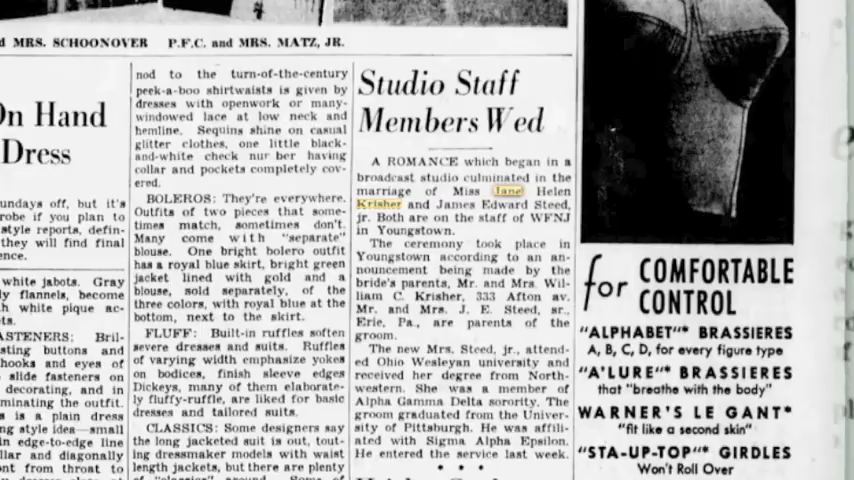 MRS. SCHOONOVER P.F.C. and MRS. MATZ, JR.
On Hand
Dress
undays off, but it's
robe if you plan to
style reports, defin-
they will find final
ence.
white jabots. Gray
ly flannels, become
h white pique ac-
ts.
ASTENERS: Bril-
sting buttons and
hooks and eyes of
slide fasteners on
decorating, and in
minating the outfit.
s is a plain dress
ng style idea—small
in edge-to-edge line
llar and diagonally
ont from throat to
nod to the turn-of-the-century
peek-a-boo shirtwaists is given by
dresses with openwork or many-
windowed lace at low neck and
hemline. Sequins shine on casual
glitter clothes, one little black-
and-white check nur ber having
collar and pockets completely cov-
ered.
BOLEROS: They're everywhere.
Outfits of two pieces that some-
times match, sometimes don't.
Many come with "separate"
blouse. One bright bolero outfit
has a royal blue skirt, bright green
jacket lined with gold and a
blouse, sold separately, of the
three colors, with royal blue at the
bottom, next to the skirt.
FLUFF: Built-in ruffles soften
severe dresses and suits. Ruffles
of varying width emphasize yokes
on bodices, finish sleeve edges
Dickeys, many of them elaborate-
ly fluffy-ruffle, are liked for basic
dresses and tailored suits.
CLASSICS: Some designers say
the long jacketed suit is out, tout-
ing dressmaker models with waist
length jackets, but there are plenty
of "classics" around. Some of
Studio Staff
Members Wed
A ROMANCE which began in a
broadcast studio culminated in the
marriage of Miss Jane Helen
Krisher and James Edward Steed,
jr. Both are on the staff of WFNJ
in Youngstown.
The ceremony took place in
Youngstown according to an an-
nouncement being made by the
bride's parents, Mr. and Mrs. Wil-
liam C. Krisher, 333 Afton av.
Mr. and Mrs. J. E. Steed, sr.,
Erie, Pa., are parents of the
groom.
The new Mrs. Steed, jr., attend-
ed Ohio Wesleyan university and
received her degree from North-
western. She was a member of
Alpha Gamma Delta sorority. The
groom graduated from the Univer-
sity of Pittsburgh. He was affili-
ated with Sigma Alpha Epsilon.
He entered the service last week.
for COMFORTABLE
CONTROL
"ALPHABET"* BRASSIERES
A, B, C, D, for every figure type
"A'LURE"* BRASSIERES
that "breathe with the body"
WARNER'S LE GANT*
"fit like a second skin"
"STA-UP-TOP"* GIRDLES
Won't Roll Over